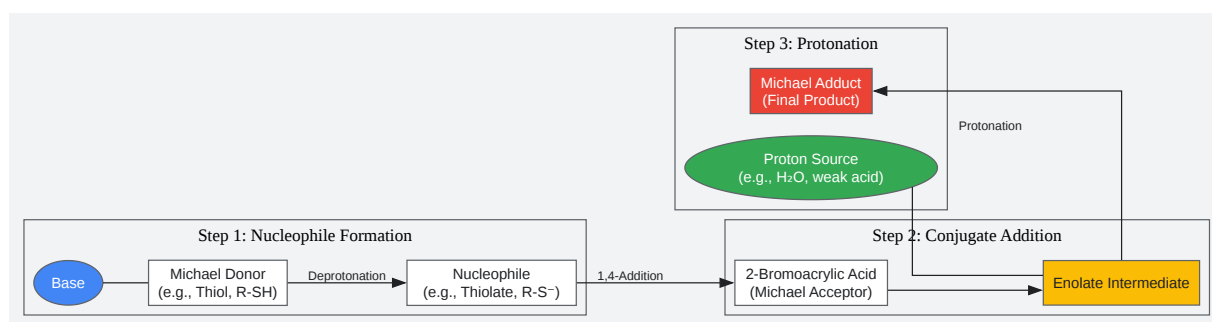 Step 3: Protonation
Michael Adduct
(Final Product)
Protonation
Proton Source
(e.g., H₂O, weak acid)
Step 1: Nucleophile Formation
Base
Michael Donor
(e.g., Thiol, R-SH)
Deprotonation
Nucleophile
(e.g., Thiolate, R-S⁻)
1,4-Addition
Step 2: Conjugate Addition
2-Bromoacrylic Acid
(Michael Acceptor)
Enolate Intermediate